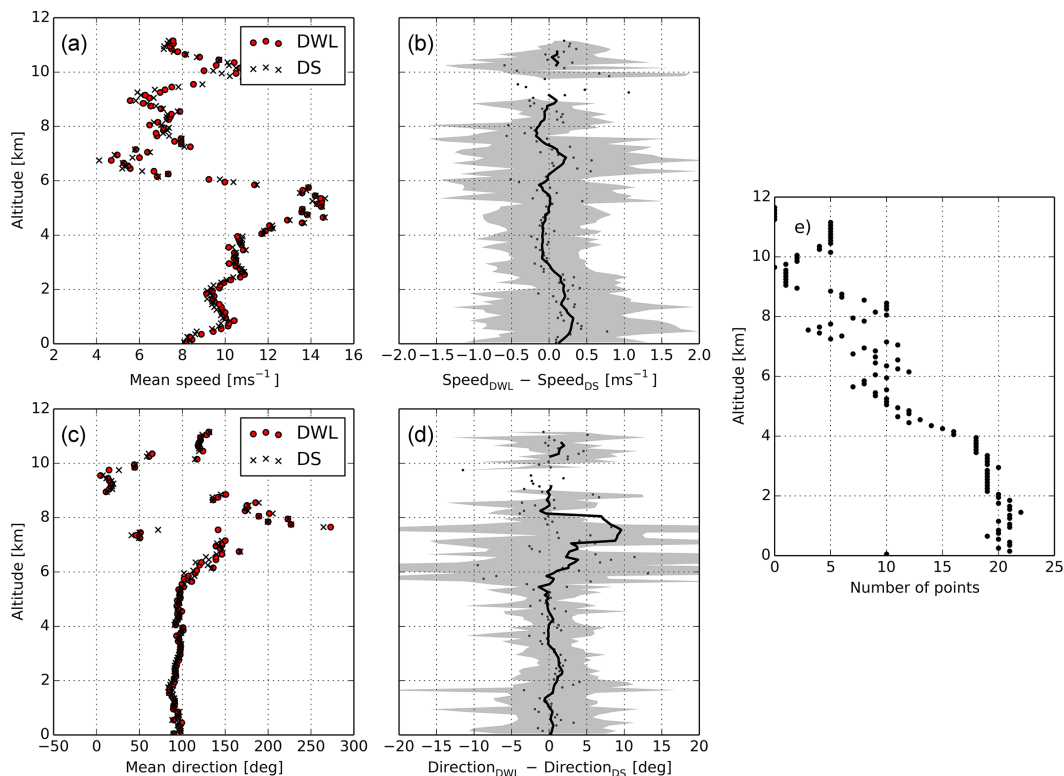 (a)
DWL
DS
Altitude [km]
12
10
8
6
4
2
0
2 4 6 8 10 12 14 16
Mean speed [ms⁻¹]
(b)
−2.0 −1.5 −1.0 −0.5 0.0 0.5 1.0 1.5 2.0
Speed_DWL − Speed_DS [ms⁻¹]
(c)
DWL
DS
Altitude [km]
12
10
8
6
4
2
0
−50 0 50 100 150 200 250 300
Mean direction [deg]
(d)
−20 −15 −10 −5 0 5 10 15 20
Direction_DWL − Direction_DS [deg]
e)
Altitude [km]
12
10
8
6
4
2
0
0 5 10 15 20 25
Number of points